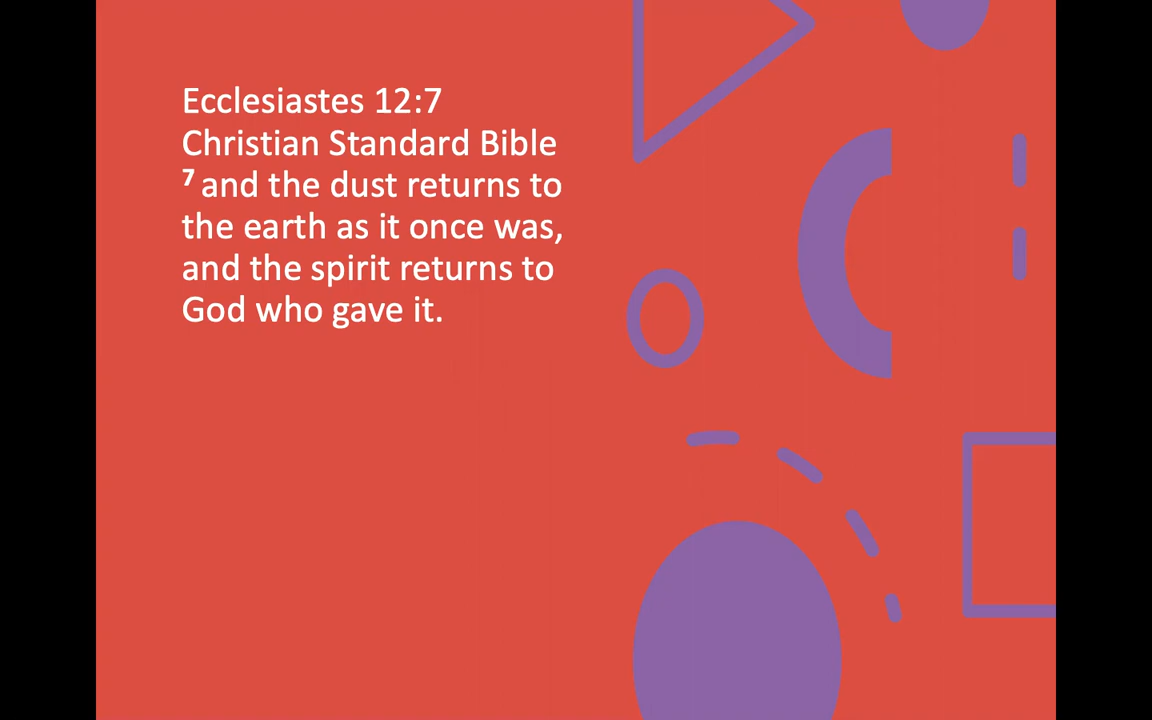 Ecclesiastes 12:7
Christian Standard Bible
⁷ and the dust returns to
the earth as it once was,
and the spirit returns to
God who gave it.